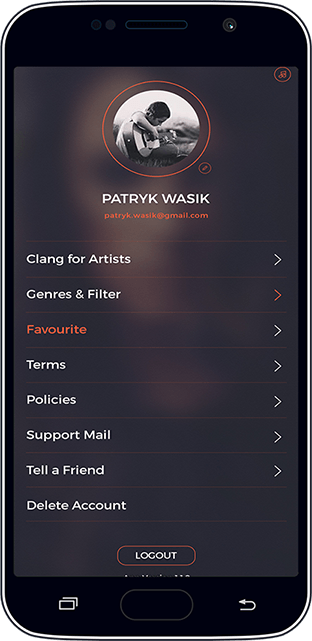 PATRYK WASIK
patryk.wasik@gmail.com
Clang for Artists
Genres & Filter
Favourite
Terms
Policies
Support Mail
Tell a Friend
Delete Account
LOGOUT